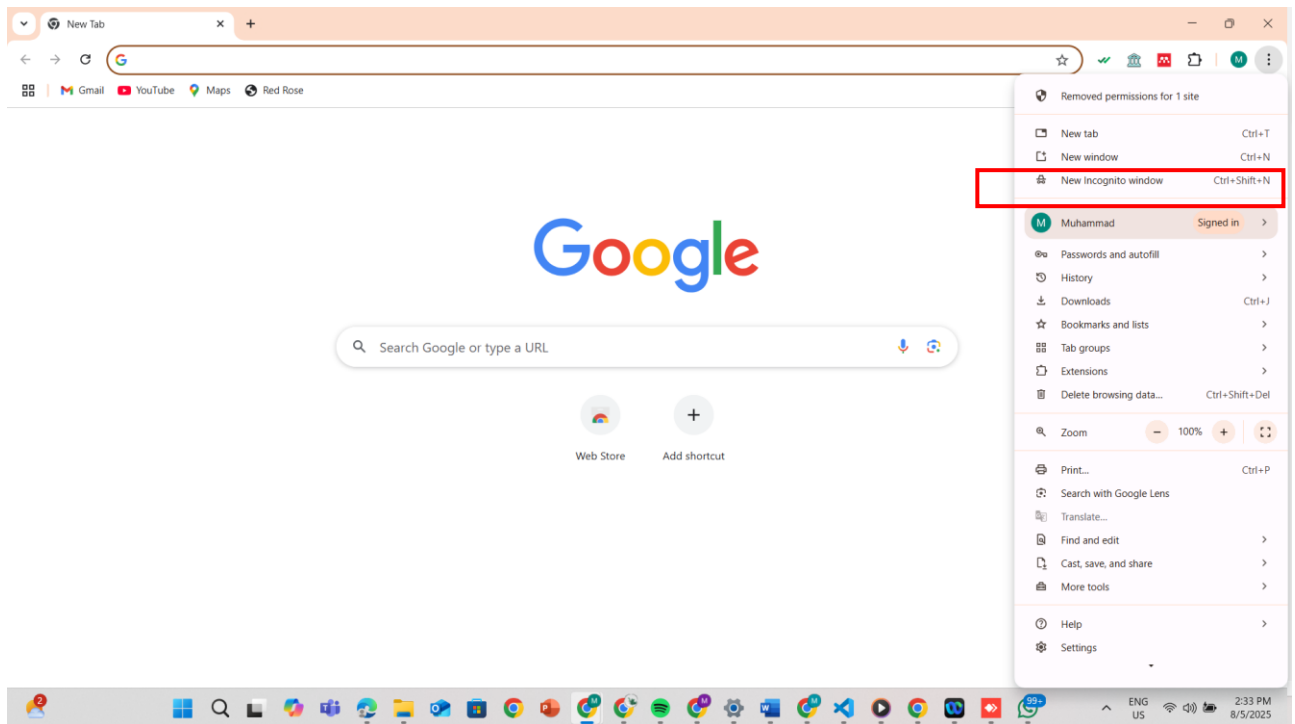 New Tab
Gmail YouTube Maps Red Rose
M
Removed permissions for 1 site
New tab Ctrl+T
New window Ctrl+N
New Incognito window Ctrl+Shift+N
M Muhammad Signed in
Passwords and autofill
History
Downloads Ctrl+J
Bookmarks and lists
Tab groups
Extensions
Delete browsing data... Ctrl+Shift+Del
Zoom − 100% +
Print... Ctrl+P
Search with Google Lens
Translate...
Find and edit
Cast, save, and share
More tools
Help
Settings
Google
Search Google or type a URL
Web Store Add shortcut
2
99+
ENG
US
2:33 PM
8/5/2025